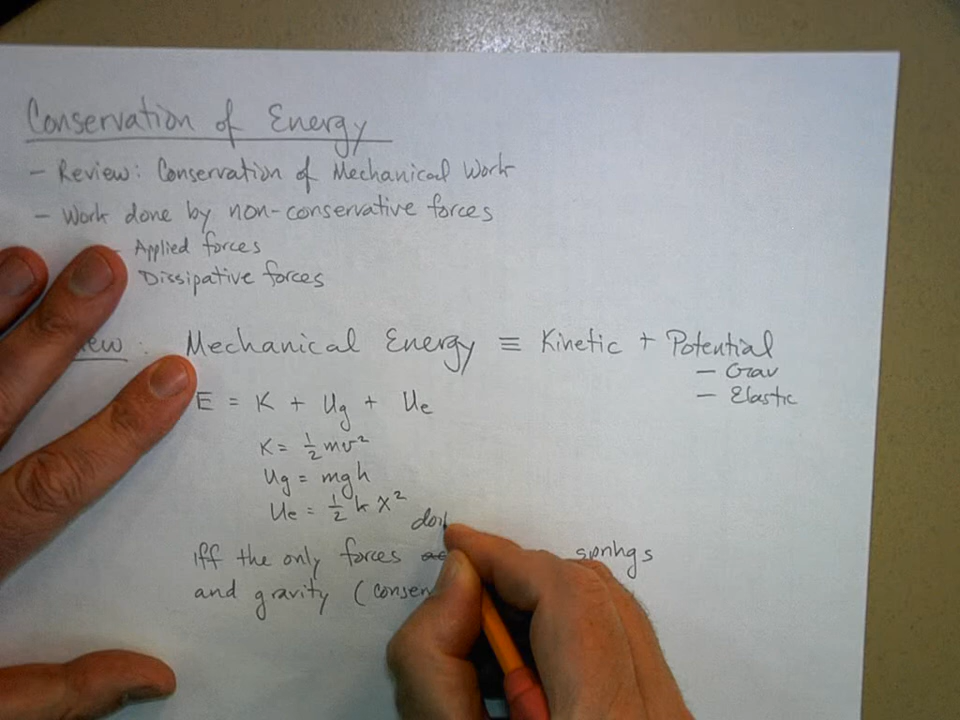 Conservation of Energy
- Review: Conservation of Mechanical Work
- Work done by non-conservative forces
- Applied forces
Dissipative forces
Mechanical Energy ≡ Kinetic + Potential
- Grav
- Elastic
E = K + Ug + Ue
K = ½mv²
Ug = mgh
Ue = ½kx²
iff the only forces
and gravity (conser